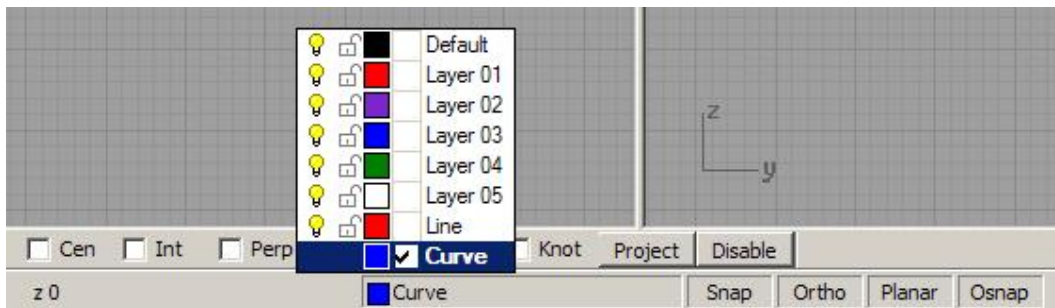 Default
Layer 01
Layer 02
Layer 03
Layer 04
Layer 05
Line
Curve
z
y
Cen Int Perp Knot Project Disable
z 0 Curve Snap Ortho Planar Osnap